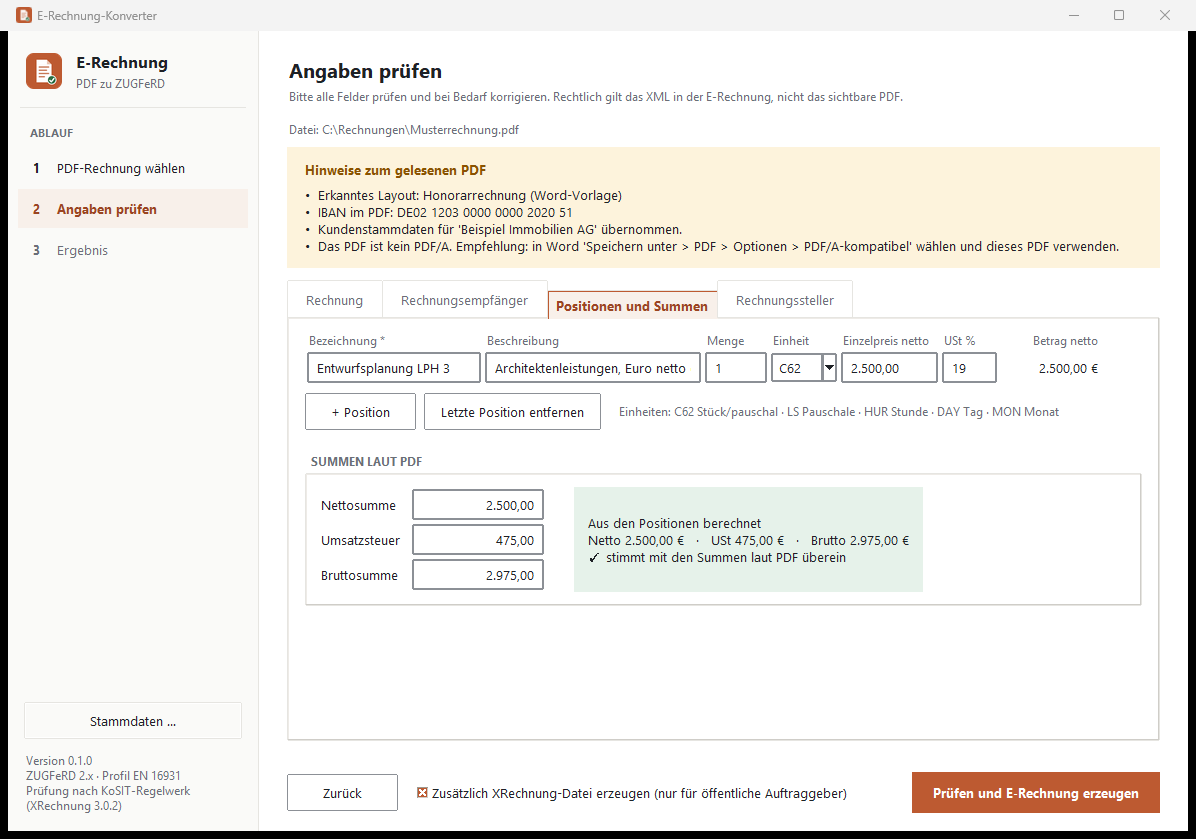 E-Rechnung-Konverter
E-Rechnung
PDF zu ZUGFeRD
ABLAUF
1 PDF-Rechnung wählen
2 Angaben prüfen
3 Ergebnis
Stammdaten ...
Version 0.1.0
ZUGFeRD 2.x · Profil EN 16931
Prüfung nach KoSIT-Regelwerk
(XRechnung 3.0.2)
Angaben prüfen
Bitte alle Felder prüfen und bei Bedarf korrigieren. Rechtlich gilt das XML in der E-Rechnung, nicht das sichtbare PDF.
Datei: C:\Rechnungen\Musterrechnung.pdf
Hinweise zum gelesenen PDF
• Erkanntes Layout: Honorarrechnung (Word-Vorlage)
• IBAN im PDF: DE02 1203 0000 0000 2020 51
• Kundenstammdaten für 'Beispiel Immobilien AG' übernommen.
• Das PDF ist kein PDF/A. Empfehlung: in Word 'Speichern unter > PDF > Optionen > PDF/A-kompatibel' wählen und dieses PDF verwenden.
Rechnung Rechnungsempfänger Positionen und Summen Rechnungssteller
Bezeichnung * Beschreibung Menge Einheit Einzelpreis netto USt % Betrag netto
Entwurfsplanung LPH 3 Architektenleistungen, Euro netto 1 C62 2.500,00 19 2.500,00 €
+ Position Letzte Position entfernen Einheiten: C62 Stück/pauschal · LS Pauschale · HUR Stunde · DAY Tag · MON Monat
SUMMEN LAUT PDF
Nettosumme 2.500,00
Umsatzsteuer 475,00
Bruttosumme 2.975,00
Aus den Positionen berechnet
Netto 2.500,00 € · USt 475,00 € · Brutto 2.975,00 €
✓ stimmt mit den Summen laut PDF überein
Zurück Zusätzlich XRechnung-Datei erzeugen (nur für öffentliche Auftraggeber) Prüfen und E-Rechnung erzeugen